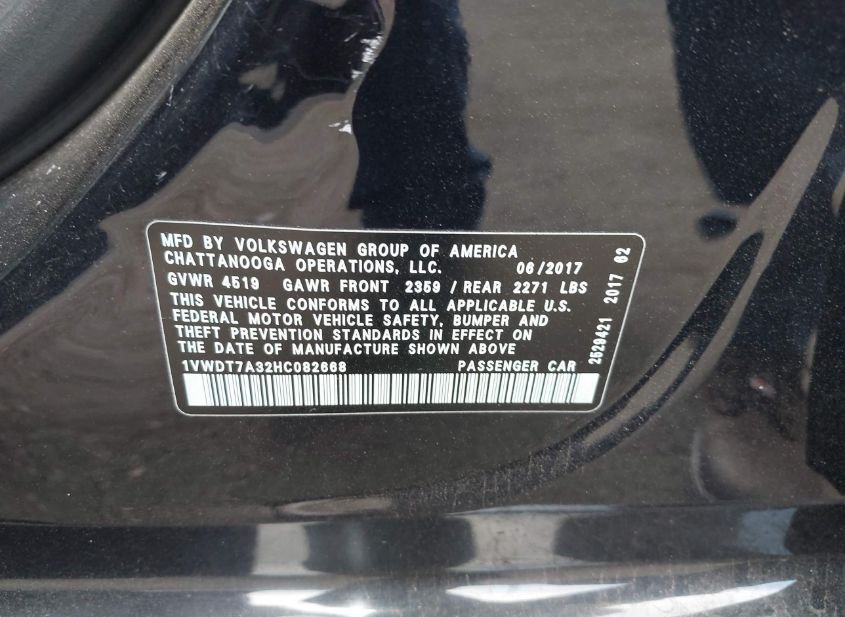 MFD BY VOLKSWAGEN GROUP OF AMERICA
CHATTANOOGA OPERATIONS, LLC. 06/2017
GVWR 4519 GAWR FRONT 2359 / REAR 2271 LBS
THIS VEHICLE CONFORMS TO ALL APPLICABLE U.S.
FEDERAL MOTOR VEHICLE SAFETY, BUMPER AND
THEFT PREVENTION STANDARDS IN EFFECT ON
THE DATE OF MANUFACTURE SHOWN ABOVE
1VWDT7A32HC082668 PASSENGER CAR
2529421 2017 62